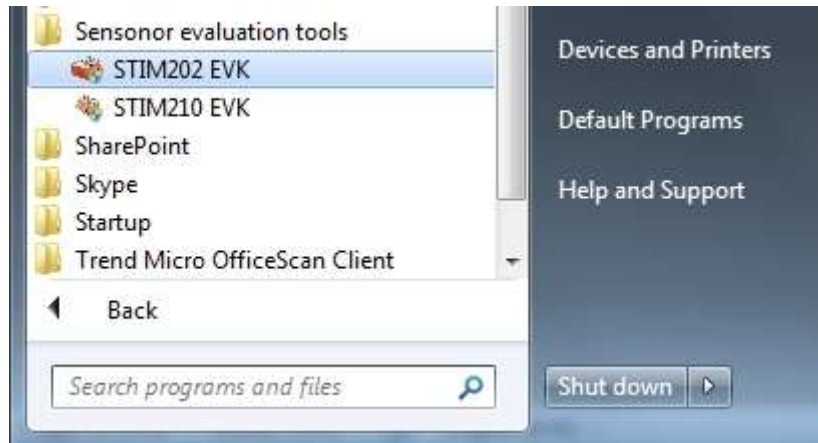 Sensonor evaluation tools
STIM202 EVK
STIM210 EVK
SharePoint
Skype
Startup
Trend Micro OfficeScan Client
Back
Search programs and files
Devices and Printers
Default Programs
Help and Support
Shut down